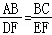 AB/DF = BC/EF